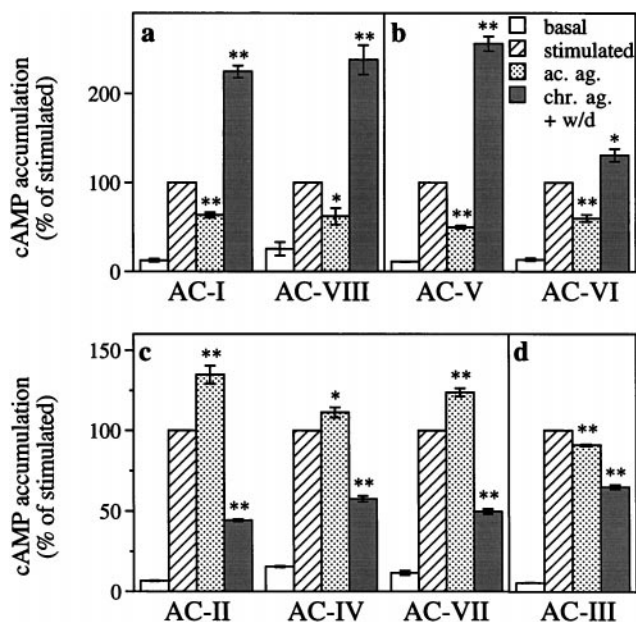 a
b
basal
stimulated
ac. ag.
chr. ag.
+ w/d
cAMP accumulation
(% of stimulated)
200
100
0
**
**
*
**
**
**
**
*
AC-I
AC-VIII
AC-V
AC-VI
c
d
cAMP accumulation
(% of stimulated)
150
100
50
0
**
**
*
**
**
**
**
**
AC-II
AC-IV
AC-VII
AC-III